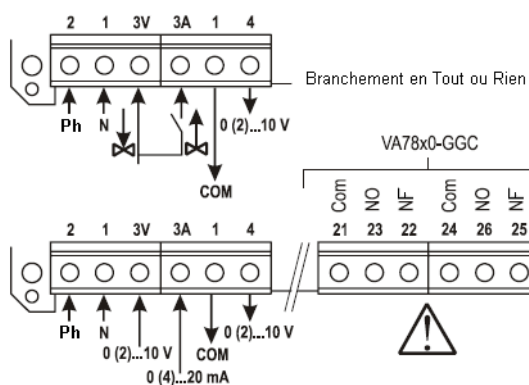 2 1 3V 3A 1 4
Branchement en Tout ou Rien
Ph N 0 (2)...10 V
COM
VA78x0-GGC
Com NO NF Com NO NF
2 1 3V 3A 1 4 21 23 22 24 26 25
Ph N 0 (2)...10 V
0 (2)...10 V COM
0 (4)...20 mA